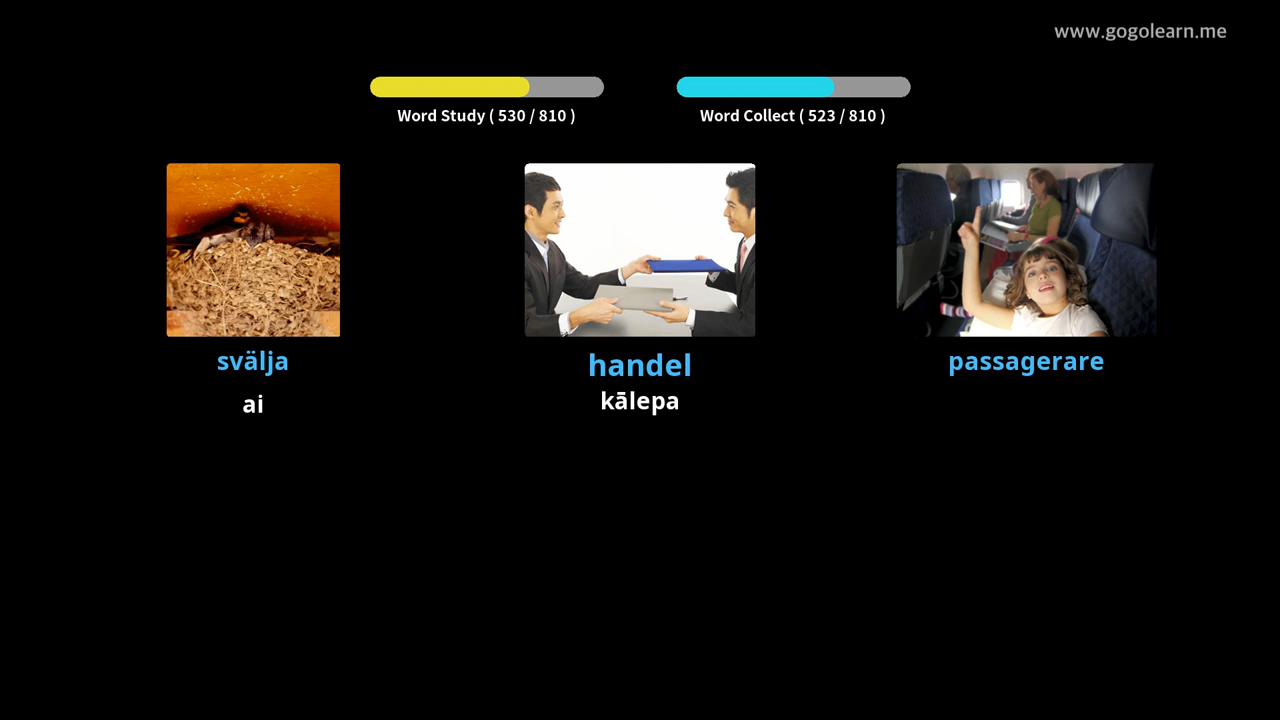 www.gogolearn.me
Word Study ( 530 / 810 )
Word Collect ( 523 / 810 )
svälja
ai
handel
kālepa
passagerare